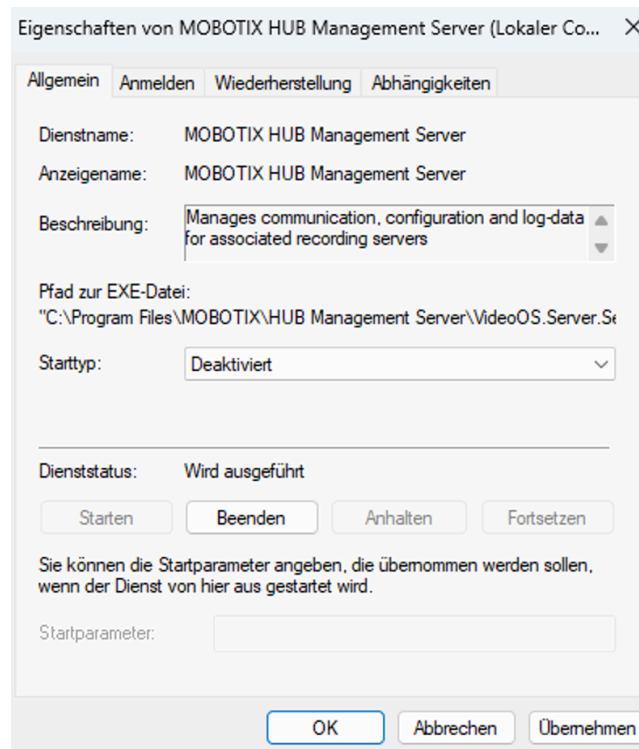 Eigenschaften von MOBOTIX HUB Management Server (Lokaler Co...
Allgemein Anmelden Wiederherstellung Abhängigkeiten
Dienstname: MOBOTIX HUB Management Server
Anzeigename: MOBOTIX HUB Management Server
Beschreibung: Manages communication, configuration and log-data
for associated recording servers
Pfad zur EXE-Datei:
"C:\Program Files\MOBOTIX\HUB Management Server\VideoOS.Server.Se
Starttyp: Deaktiviert
Dienststatus: Wird ausgeführt
Starten Beenden Anhalten Fortsetzen
Sie können die Startparameter angeben, die übernommen werden sollen,
wenn der Dienst von hier aus gestartet wird.
Startparameter:
OK Abbrechen Übernehmen